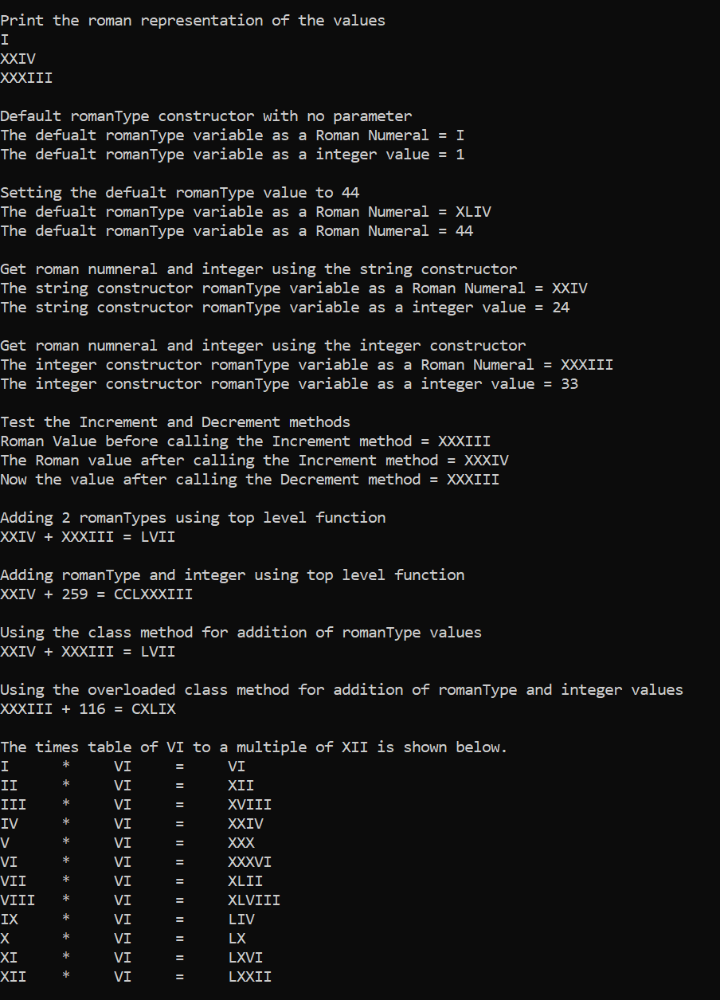 Print the roman representation of the values
I
XXIV
XXXIII
Default romanType constructor with no parameter
The defualt romanType variable as a Roman Numeral = I
The defualt romanType variable as a integer value = 1
Setting the defualt romanType value to 44
The defualt romanType variable as a Roman Numeral = XLIV
The defualt romanType variable as a Roman Numeral = 44
Get roman numneral and integer using the string constructor
The string constructor romanType variable as a Roman Numeral = XXIV
The string constructor romanType variable as a integer value = 24
Get roman numneral and integer using the integer constructor
The integer constructor romanType variable as a Roman Numeral = XXXIII
The integer constructor romanType variable as a integer value = 33
Test the Increment and Decrement methods
Roman Value before calling the Increment method = XXXIII
The Roman value after calling the Increment method = XXXIV
Now the value after calling the Decrement method = XXXIII
Adding 2 romanTypes using top level function
XXIV + XXXIII = LVII
Adding romanType and integer using top level function
XXIV + 259 = CCLXXXIII
Using the class method for addition of romanType values
XXIV + XXXIII = LVII
Using the overloaded class method for addition of romanType and integer values
XXXIII + 116 = CXLIX
The times table of VI to a multiple of XII is shown below.
I * VI = VI
II * VI = XII
III * VI = XVIII
IV * VI = XXIV
V * VI = XXX
VI * VI = XXXVI
VII * VI = XLII
VIII * VI = XLVIII
IX * VI = LIV
X * VI = LX
XI * VI = LXVI
XII * VI = LXXII